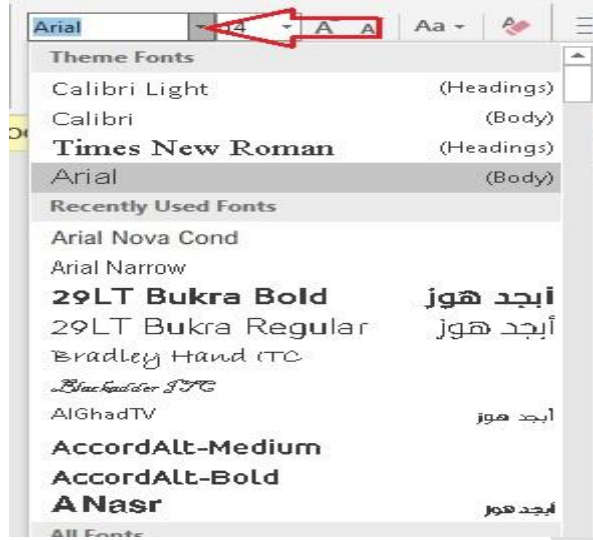 Arial 14 A A Aa
Theme Fonts
Calibri Light (Headings)
Calibri (Body)
Times New Roman (Headings)
Arial (Body)
Recently Used Fonts
Arial Nova Cond
Arial Narrow
29LT Bukra Bold أبجد هوز
29LT Bukra Regular أبجد هوز
Bradley Hand ITC
Blackadder ITC
AlGhadTV أبجد هوز
AccordAlt-Medium
AccordAlt-Bold
A Nasr أبجد هوز
All Fonts